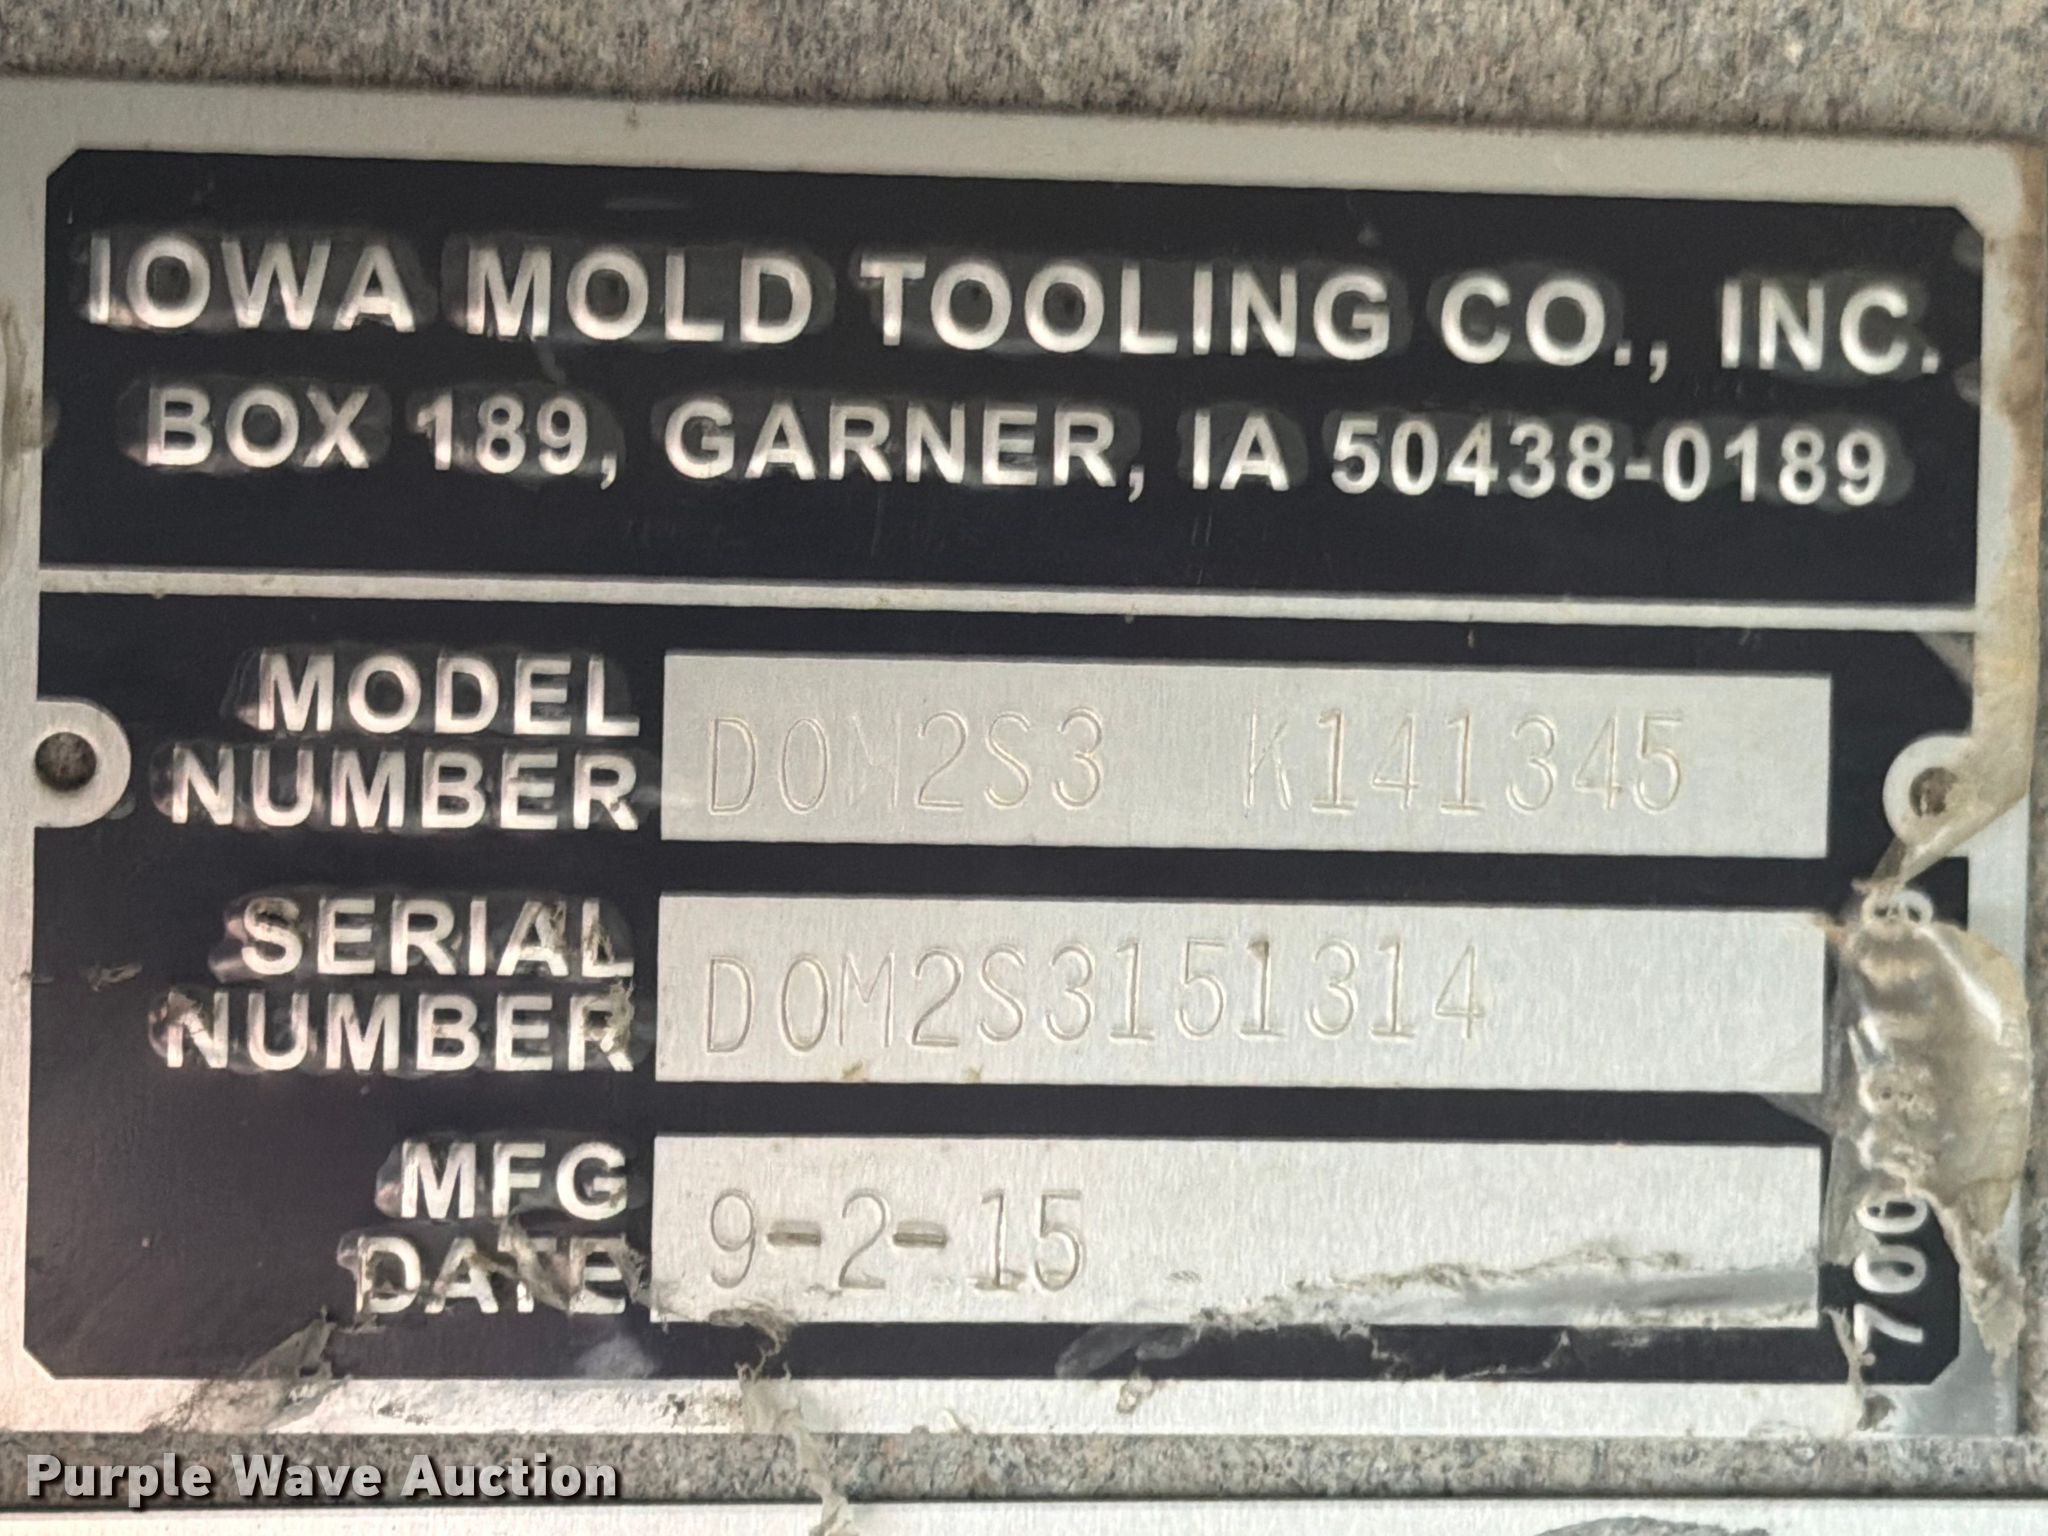 IOWA MOLD TOOLING CO., INC.
BOX 189, GARNER, IA 50438-0189
MODEL NUMBER DOM2S3 K141345
SERIAL NUMBER DOM2S3151314
MFG DATE 9-2-15
Purple Wave Auction